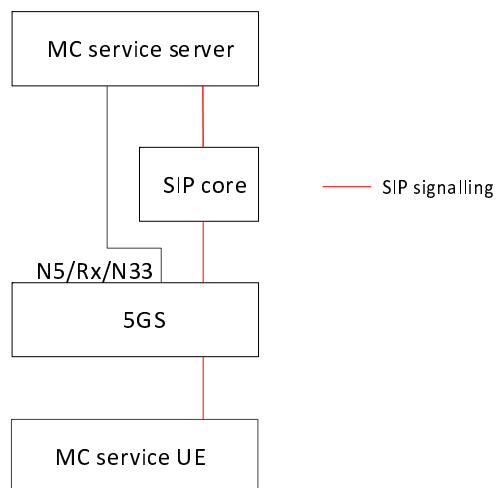 MC service server
SIP core
SIP signalling
N5/Rx/N33
5GS
MC service UE